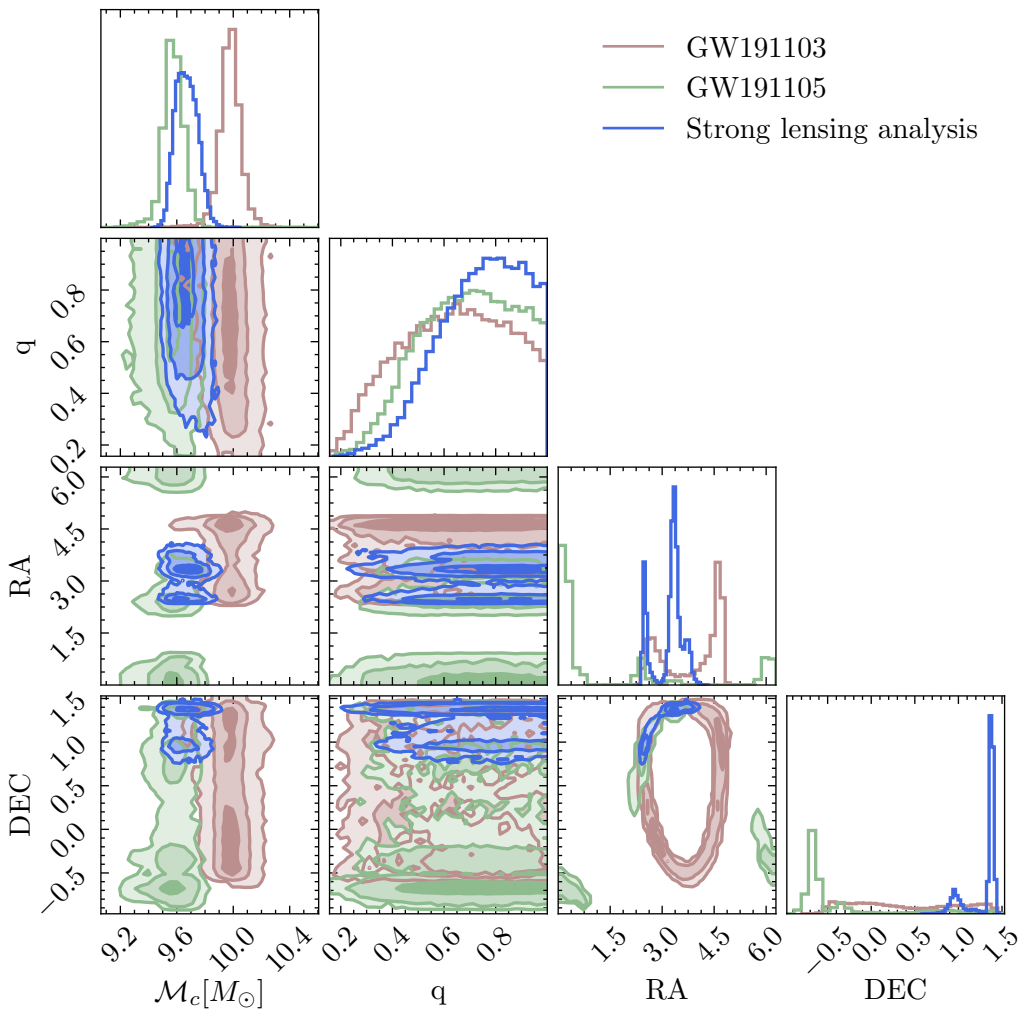 GW191103
GW191105
Strong lensing analysis
q
0.8
0.6
0.4
0.2
RA
6.0
4.5
3.0
1.5
DEC
1.5
1.0
0.5
0.0
−0.5
9.2 9.6 10.0 10.4
0.2 0.4 0.6 0.8
1.5 3.0 4.5 6.0
−0.5 0.0 0.5 1.0 1.5
ℳc[M⊙] q RA DEC